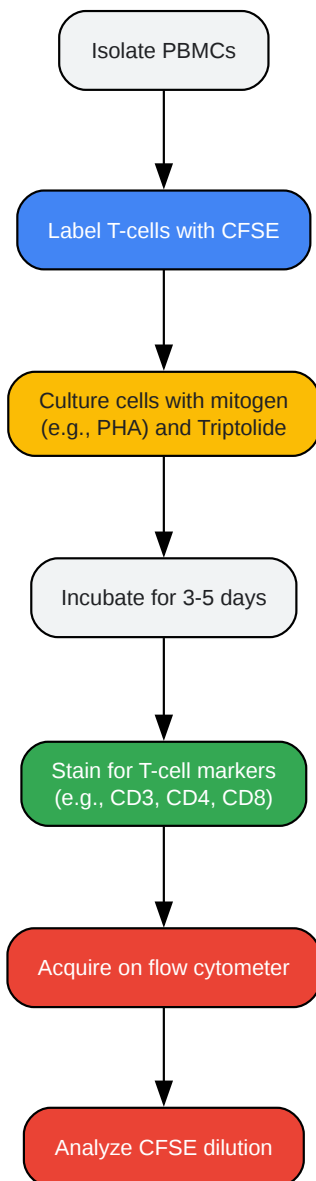 Isolate PBMCs
Label T-cells with CFSE
Culture cells with mitogen
(e.g., PHA) and Triptolide
Incubate for 3-5 days
Stain for T-cell markers
(e.g., CD3, CD4, CD8)
Acquire on flow cytometer
Analyze CFSE dilution